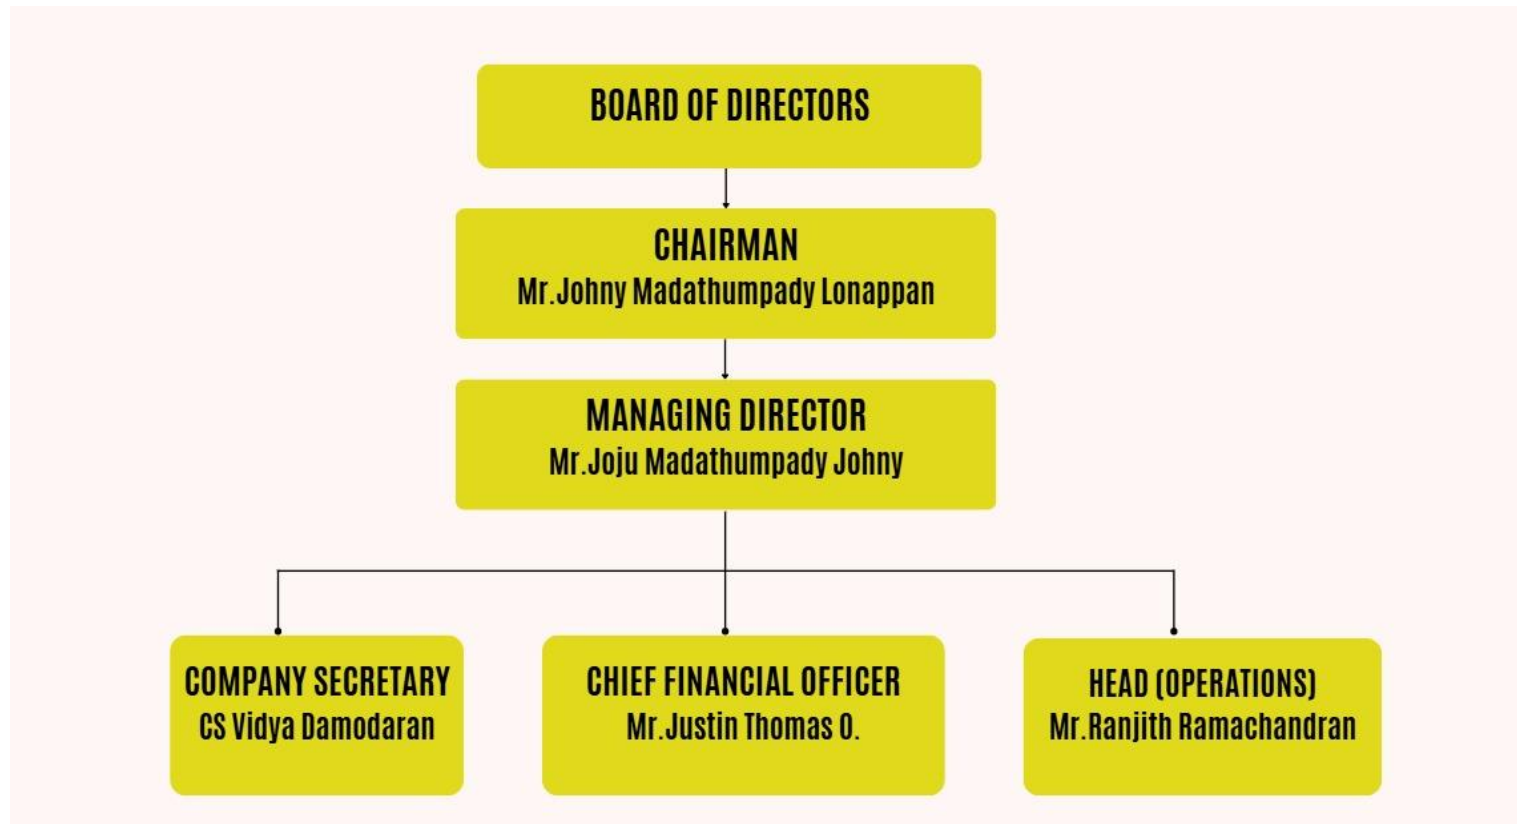 BOARD OF DIRECTORS
CHAIRMAN
Mr.Johny Madathumpady Lonappan
MANAGING DIRECTOR
Mr.Joju Madathumpady Johny
COMPANY SECRETARY
CS Vidya Damodaran
CHIEF FINANCIAL OFFICER
Mr.Justin Thomas O.
HEAD (OPERATIONS)
Mr.Ranjith Ramachandran